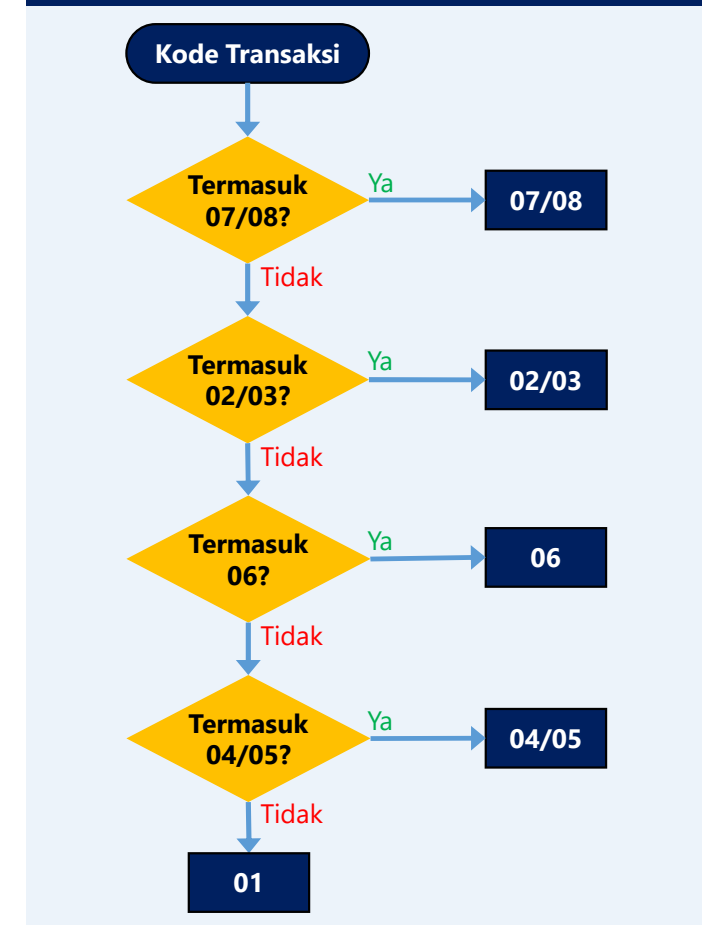 Kode Transaksi
Termasuk
07/08?
Ya
07/08
Tidak
Termasuk
02/03?
Ya
02/03
Tidak
Termasuk
06?
Ya
06
Tidak
Termasuk
04/05?
Ya
04/05
Tidak
01